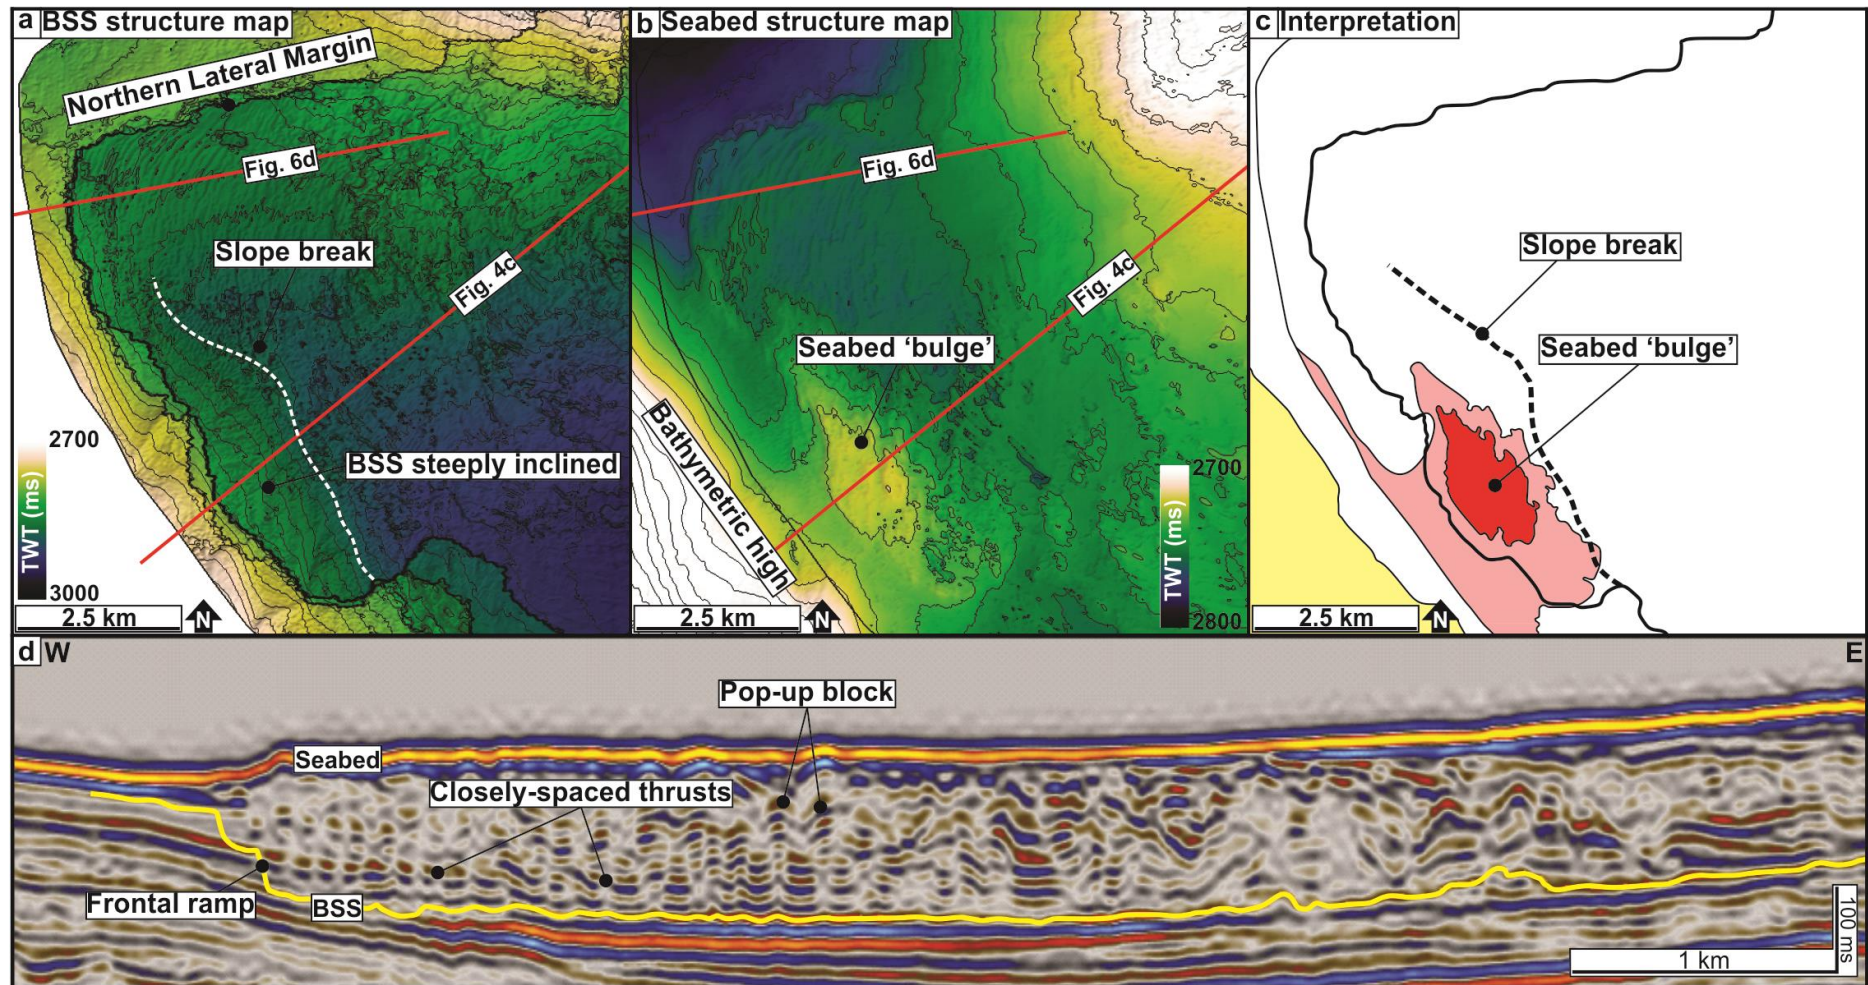 a BSS structure map
Northern Lateral Margin
Fig. 6d
Slope break
Fig. 4c
BSS steeply inclined
2700
TWT (ms)
3000
2.5 km
N
b Seabed structure map
Fig. 6d
Fig. 4c
Seabed ‘bulge’
Bathymetric high
2700
TWT (ms)
2800
2.5 km
N
c Interpretation
Slope break
Seabed ‘bulge’
2.5 km
N
d W
E
Pop-up block
Seabed
Closely-spaced thrusts
Frontal ramp
BSS
100 ms
1 km